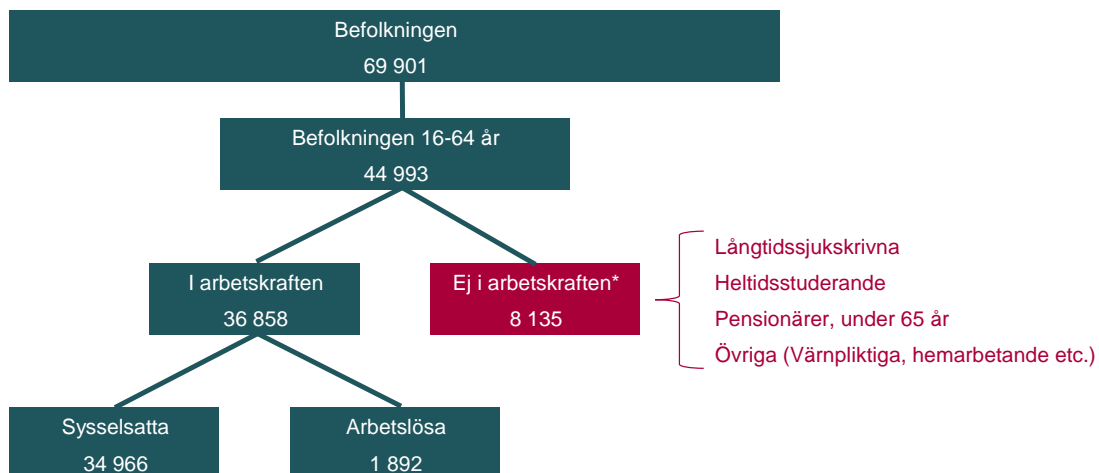 Befolkningen
69 901
Befolkningen 16-64 år
44 993
I arbetskraften
36 858
Ej i arbetskraften*
8 135
Långtidssjukskrivna
Heltidsstuderande
Pensionärer, under 65 år
Övriga (Värnpliktiga, hemarbetande etc.)
Sysselsatta
34 966
Arbetslösa
1 892